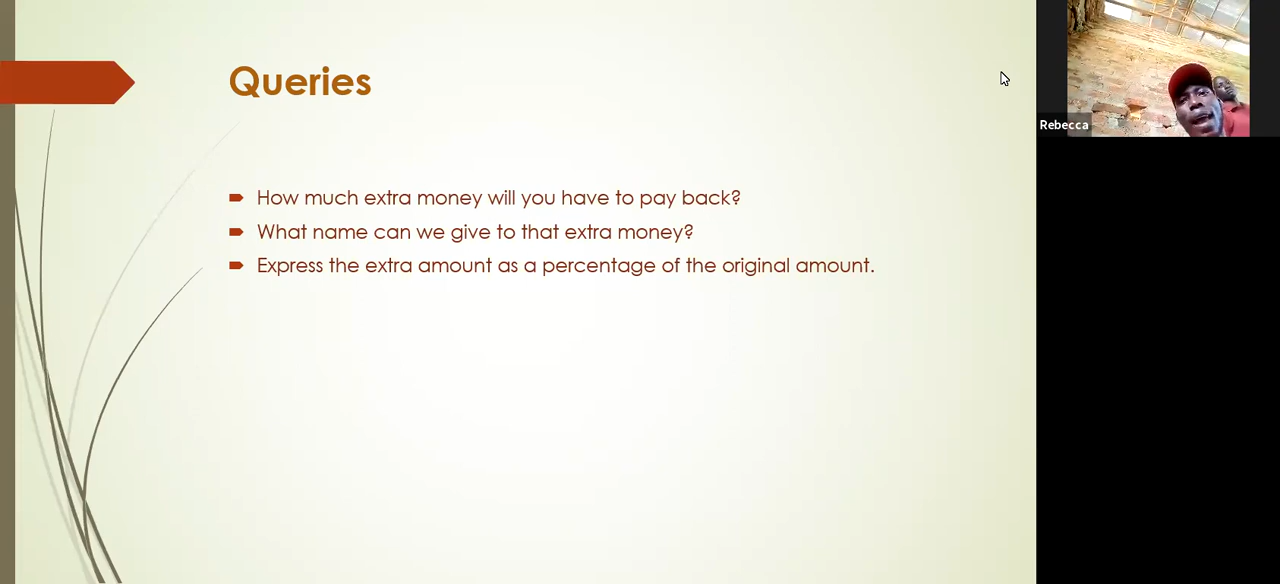 Queries
How much extra money will you have to pay back?
What name can we give to that extra money?
Express the extra amount as a percentage of the original amount.
Rebecca